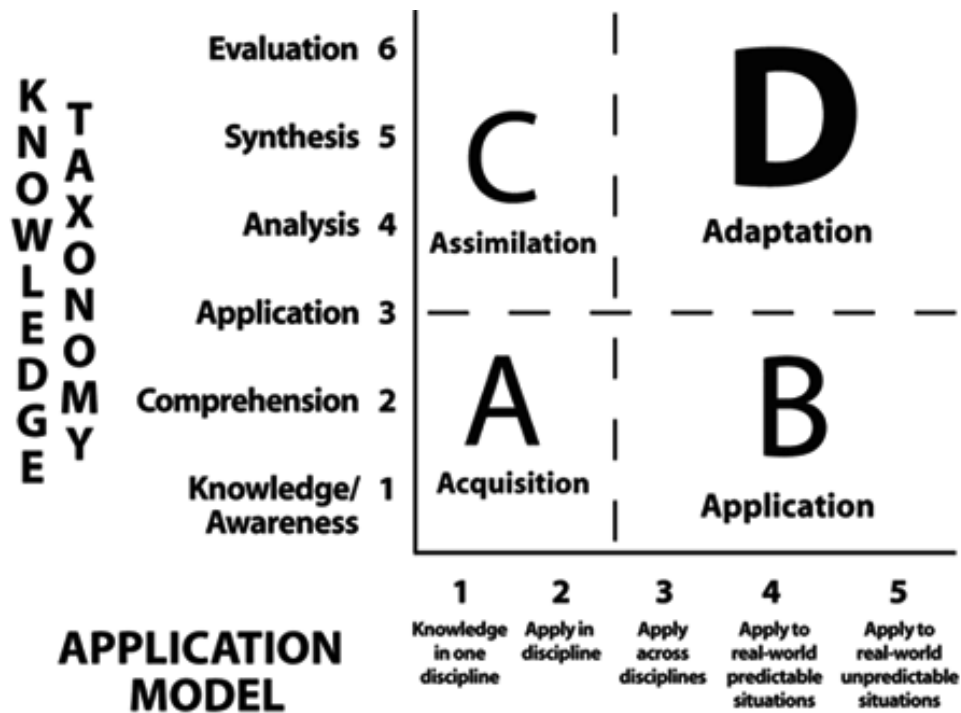 KNOWLEDGE
TAXONOMY
Evaluation 6
Synthesis 5
Analysis 4
Application 3
Comprehension 2
Knowledge/ 1
Awareness
C
Assimilation
D
Adaptation
A
Acquisition
B
Application
APPLICATION
MODEL
1
Knowledge
in one
discipline
2
Apply in
discipline
3
Apply
across
disciplines
4
Apply to
real-world
predictable
situations
5
Apply to
real-world
unpredictable
situations